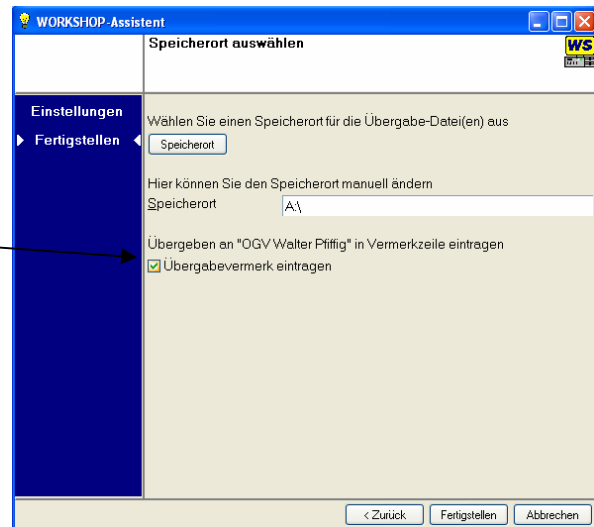 WORKSHOP-Assistent
Speicherort auswählen
WS
Einstellungen
Fertigstellen
Wählen Sie einen Speicherort für die Übergabe-Datei(en) aus
Speicherort
Hier können Sie den Speicherort manuell ändern
Speicherort A:\
Übergeben an "OGV Walter Pfiffig" in Vermerkzeile eintragen
Übergabevermerk eintragen
< Zurück Fertigstellen Abbrechen